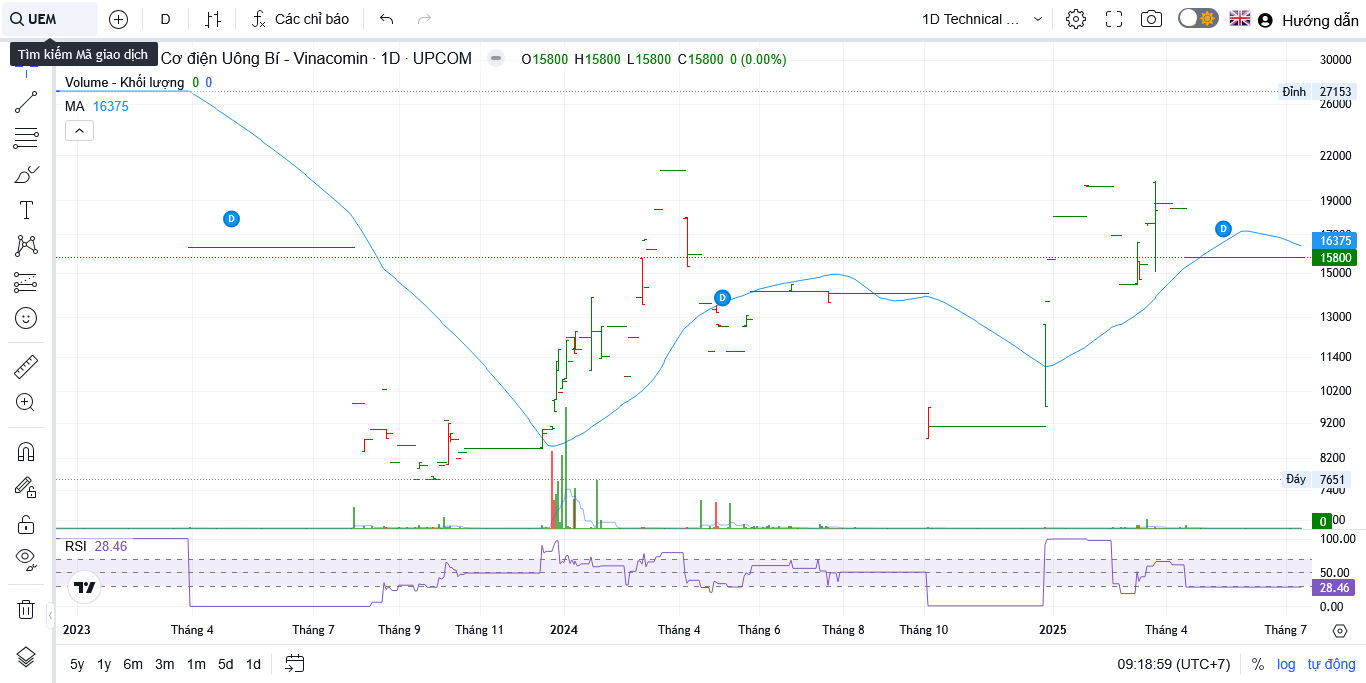 UEM D Các chỉ báo 1D Technical ... Hướng dẫn
Tìm kiếm Mã giao dịch
Cơ điện Uông Bí - Vinacomin · 1D · UPCOM O15800 H15800 L15800 C15800 0 (0.00%)
Volume - Khối lượng 0 0
MA 16375
30000
Đỉnh 27153
26000
22000
19000
D
D
16375
15800
15000
D
13000
11400
10200
9200
8200
Đáy 7651
7400
0
00
RSI 28.46
100.00
50.00
28.46
0.00
2023 Tháng 4 Tháng 7 Tháng 9 Tháng 11 2024 Tháng 4 Tháng 6 Tháng 8 Tháng 10 2025 Tháng 4 Tháng 7
5y 1y 6m 3m 1m 5d 1d 09:18:59 (UTC+7) % log tự động